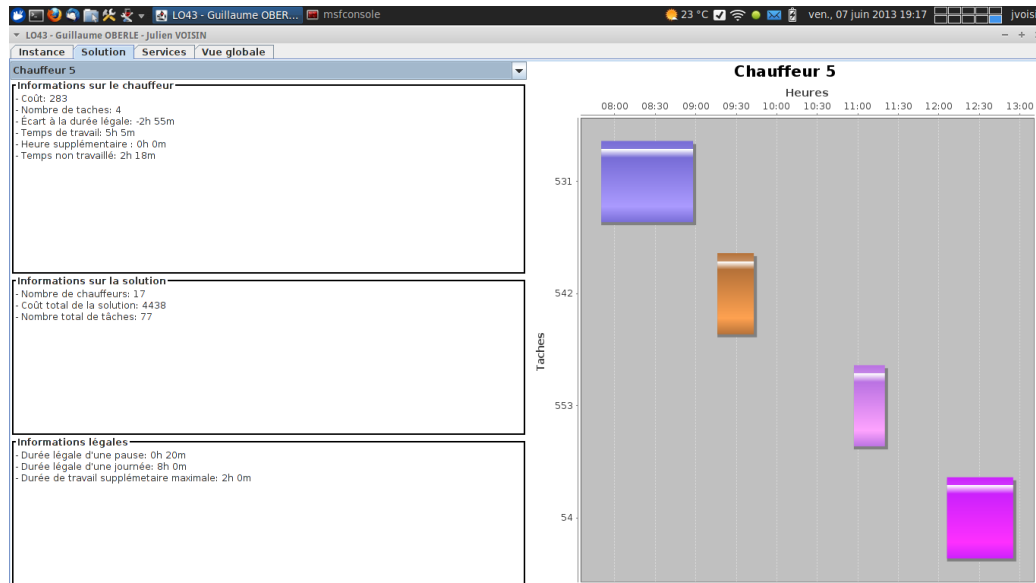 LO43 - Guillaume OBER...
msfconsole
23 °C
ven., 07 juin 2013 19:17
jvois
LO43 - Guillaume OBERLE - Julien VOISIN
Instance
Solution
Services
Vue globale
Chauffeur 5
Informations sur le chauffeur
- Coût: 283
- Nombre de taches: 4
- Écart à la durée légale: -2h 55m
- Temps de travail: 5h 5m
- Heure supplémentaire : 0h 0m
- Temps non travaillé: 2h 18m
Informations sur la solution
- Nombre de chauffeurs: 17
- Coût total de la solution: 4438
- Nombre total de tâches: 77
Informations légales
- Durée légale d'une pause: 0h 20m
- Durée légale d'une journée: 8h 0m
- Durée de travail supplémetaire maximale: 2h 0m
Chauffeur 5
Heures
08:00 08:30 09:00 09:30 10:00 10:30 11:00 11:30 12:00 12:30 13:00
Taches
531
542
553
54